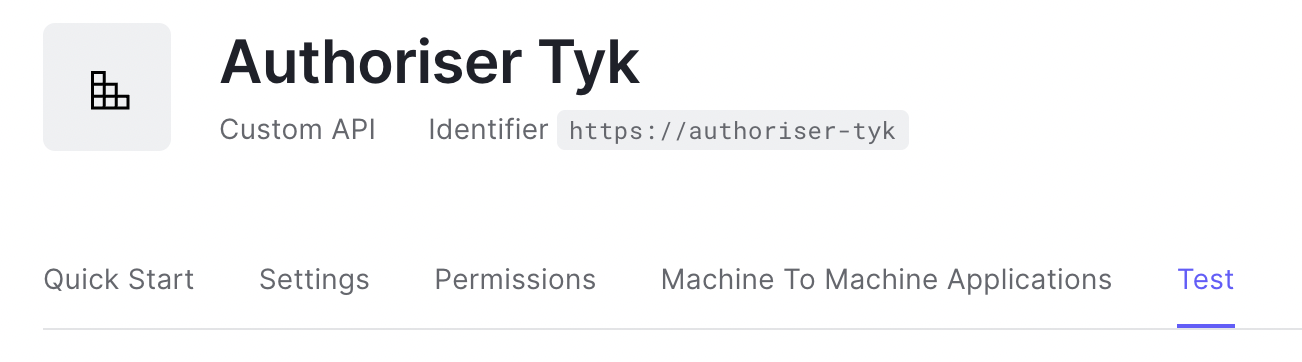 Authoriser Tyk
Custom API Identifier https://authoriser-tyk
Quick Start Settings Permissions Machine To Machine Applications Test